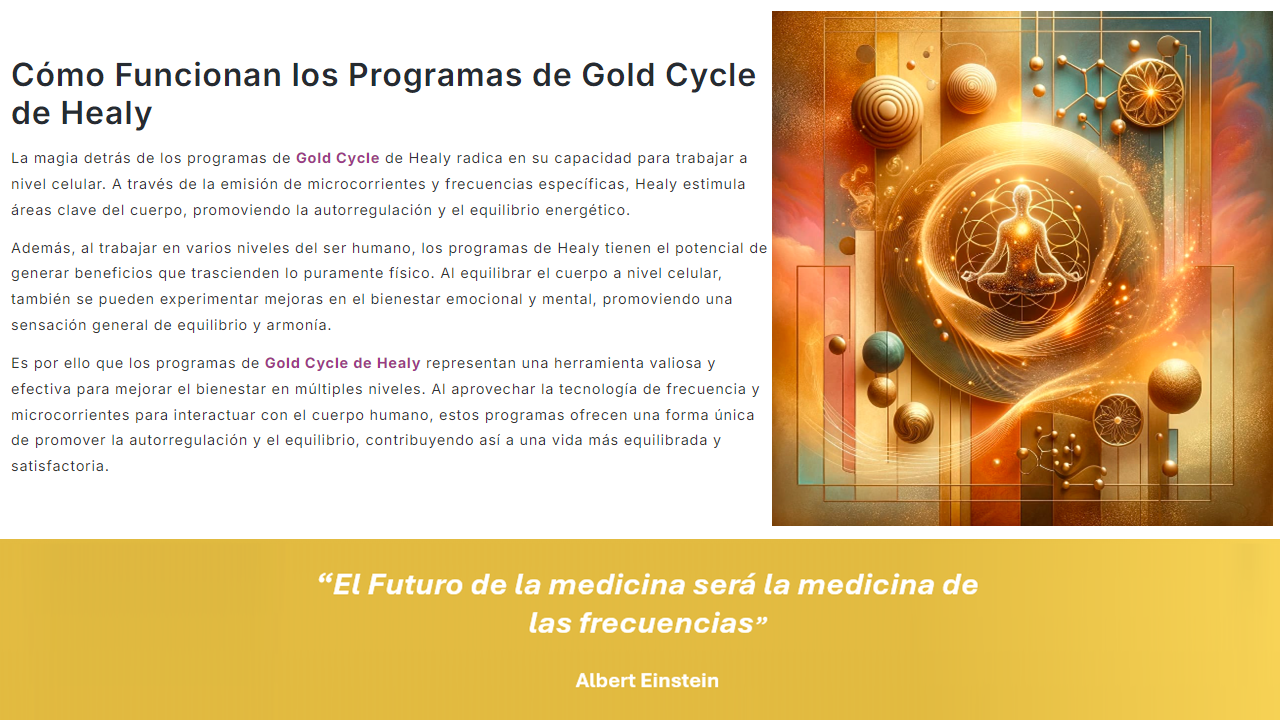 Cómo Funcionan los Programas de Gold Cycle
de Healy
La magia detrás de los programas de Gold Cycle de Healy radica en su capacidad para trabajar a
nivel celular. A través de la emisión de microcorrientes y frecuencias específicas, Healy estimula
áreas clave del cuerpo, promoviendo la autorregulación y el equilibrio energético.
Además, al trabajar en varios niveles del ser humano, los programas de Healy tienen el potencial de
generar beneficios que trascienden lo puramente físico. Al equilibrar el cuerpo a nivel celular,
también se pueden experimentar mejoras en el bienestar emocional y mental, promoviendo una
sensación general de equilibrio y armonía.
Es por ello que los programas de Gold Cycle de Healy representan una herramienta valiosa y
efectiva para mejorar el bienestar en múltiples niveles. Al aprovechar la tecnología de frecuencia y
microcorrientes para interactuar con el cuerpo humano, estos programas ofrecen una forma única
de promover la autorregulación y el equilibrio, contribuyendo así a una vida más equilibrada y
satisfactoria.
“El Futuro de la medicina será la medicina de
las frecuencias”
Albert Einstein